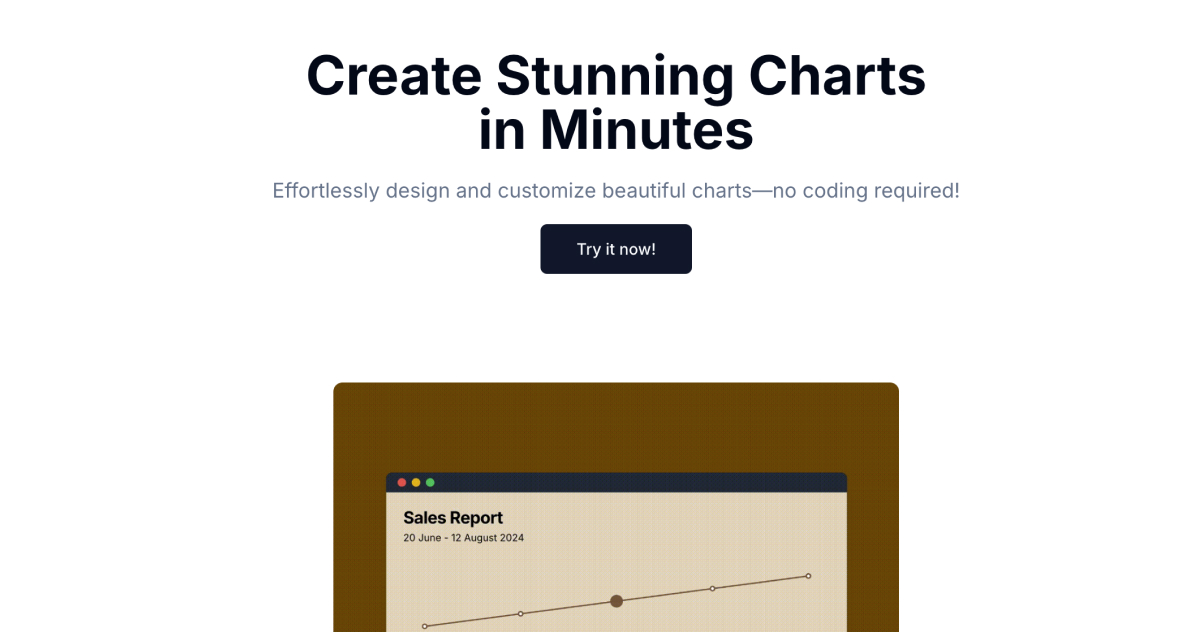 Create Stunning Charts
in Minutes
Effortlessly design and customize beautiful charts—no coding required!
Try it now!
Sales Report
20 June - 12 August 2024